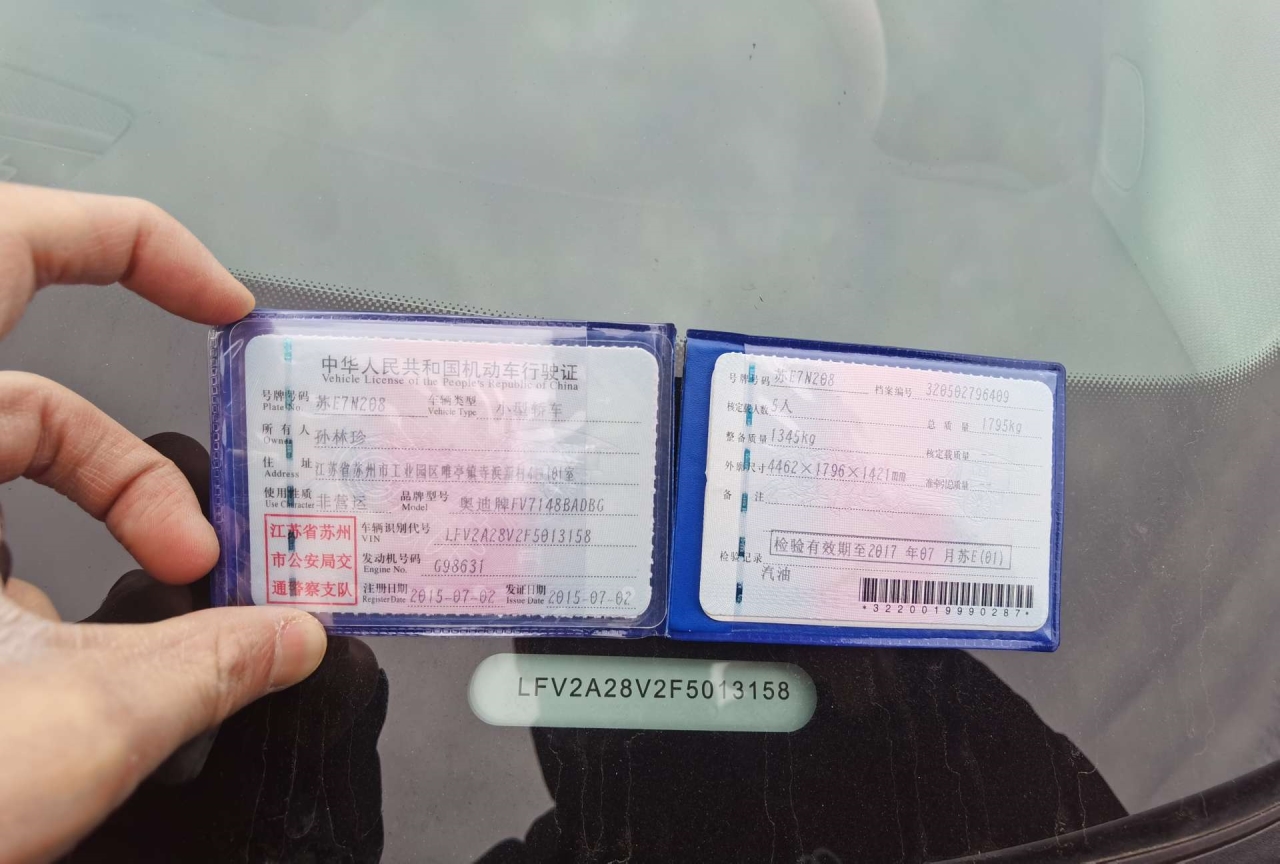 中华人民共和国机动车行驶证
Vehicle License of the People's Republic of China
号牌号码 苏E7N208 车辆类型 小型轿车
Plate No. Vehicle Type
所有人 孙林珍
Owner
住址 江苏省苏州市工业园区唯亭镇
Address
使用性质 非营运 品牌型号 奥迪牌FV7148BADBG
Use Character Model
江苏省苏州
市公安局交
通警察支队
车辆识别代号 LFV2A28V2F5013158
VIN
发动机号码 G98631
Engine No.
注册日期 2015-07-02 发证日期 2015-07-02
Register Date Issue Date
号牌号码 苏E7N208 档案编号 320502796409
核定载人数 5人 总质量 1795kg
整备质量 1345kg 核定载质量
外廓尺寸 4462×1796×1421 准牵引总质量
备注
检验有效期至2017 年07 月苏E(01)
检验记录
汽油
*3220019990287*
LFV2A28V2F5013158